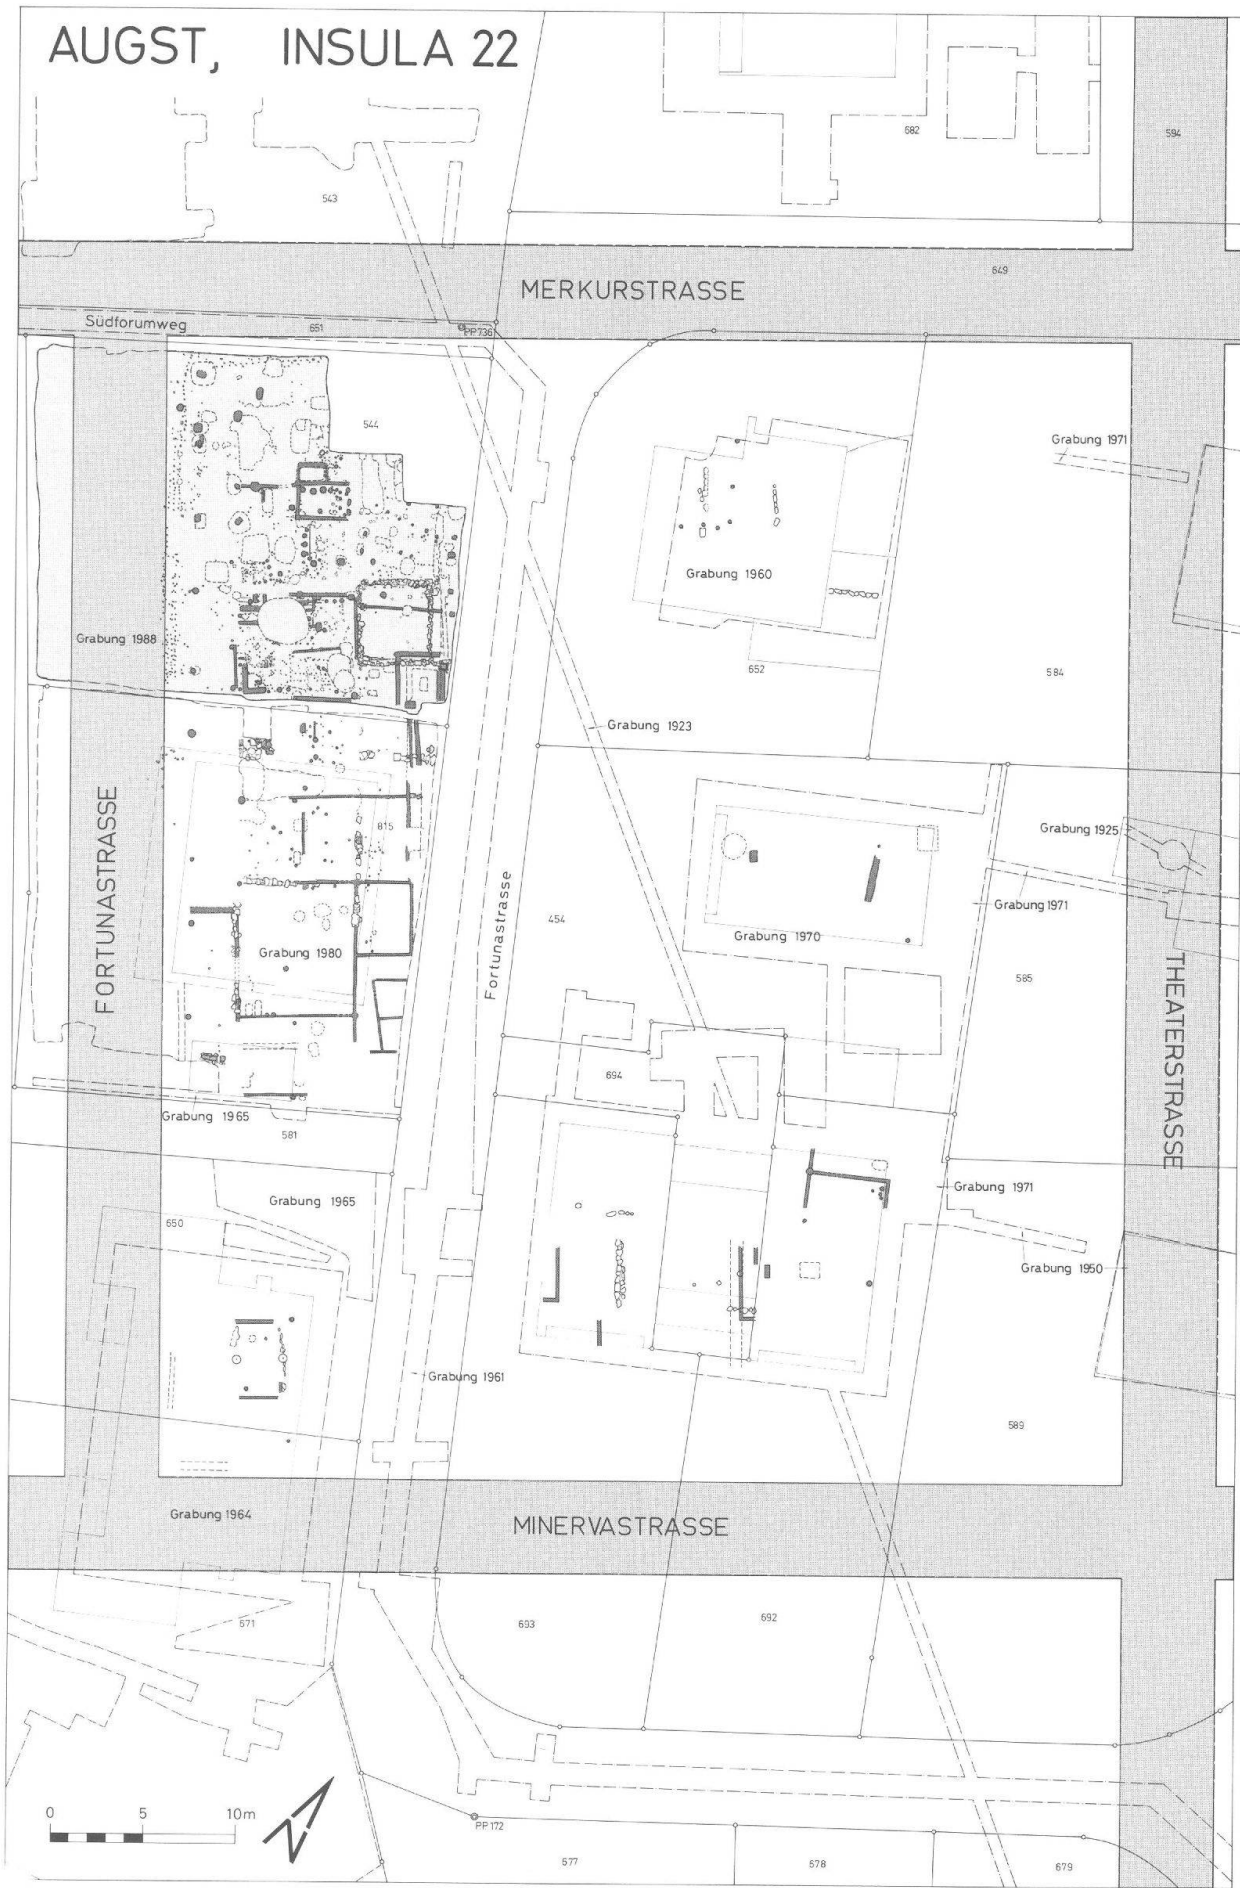 AUGST, INSULA 22
682
594
543
649
MERKURSTRASSE
Südforumweg
651
PP736
544
Grabung 1971
Grabung 1960
Grabung 1988
652
584
Grabung 1923
FORTUNASTRASSE
815
Grabung 1925
Fortunastrasse
Grabung 1971
454
Grabung 1970
Grabung 1980
THEATERSTRASSE
585
694
Grabung 1965
581
Grabung 1965
Grabung 1971
650
Grabung 1950
Grabung 1961
589
Grabung 1964
MINERVASTRASSE
671
693
692
0 5 10m
N
PP172
577
678
679